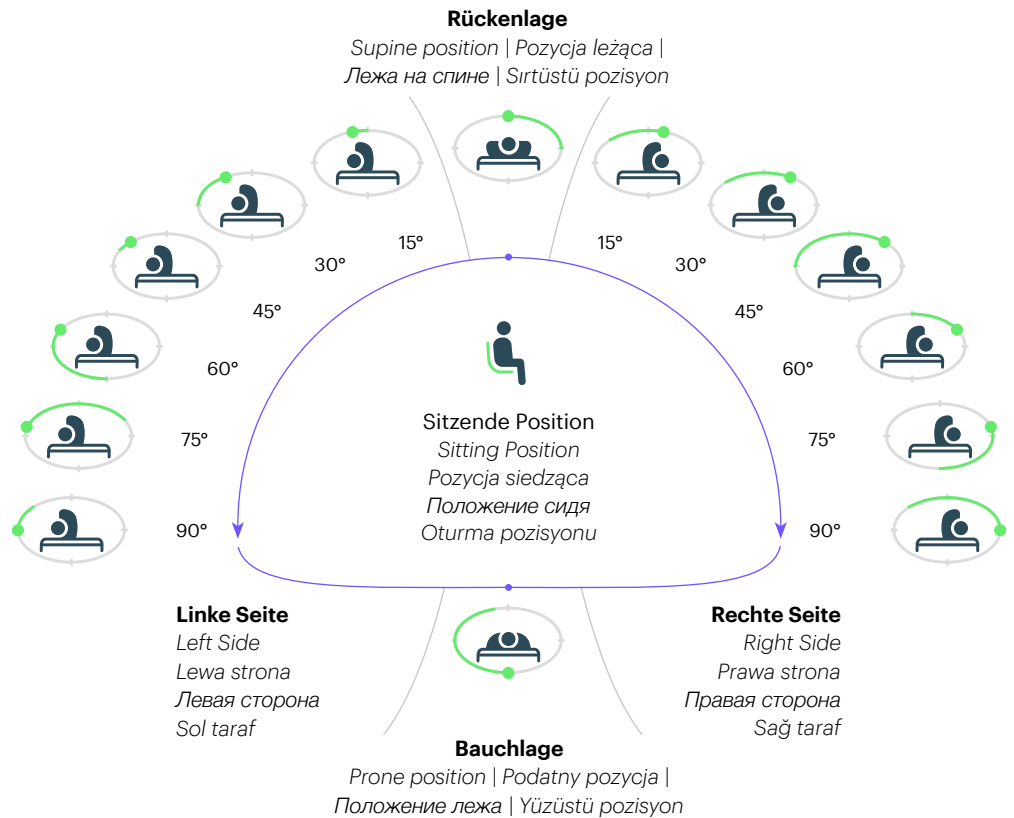 Rückenlage
Supine position | Pozycja leżąca |
Лежа на спине | Sırtüstü pozisyon
15°
15°
30°
30°
45°
45°
60°
60°
75°
75°
90°
90°
Sitzende Position
Sitting Position
Pozycja siedząca
Положение сидя
Oturma pozisyonu
Linke Seite
Left Side
Lewa strona
Левая сторона
Sol taraf
Rechte Seite
Right Side
Prawa strona
Правая сторона
Sağ taraf
Bauchlage
Prone position | Podatny pozycja |
Положение лежа | Yüzüstü pozisyon